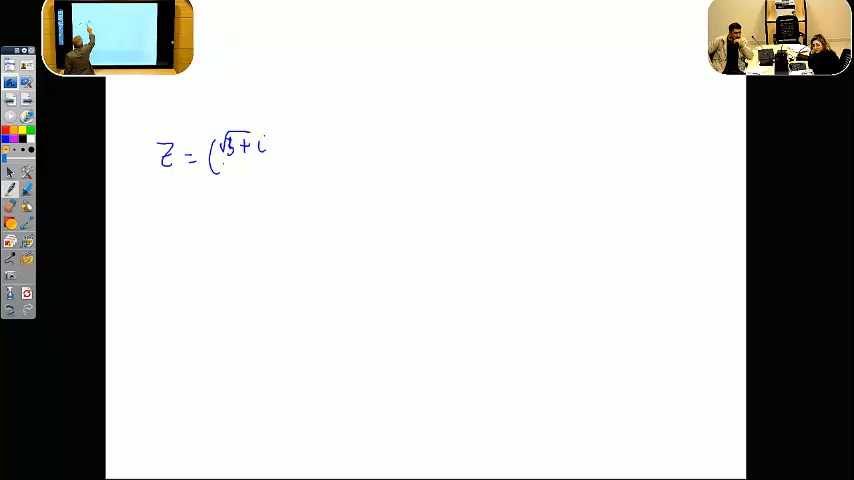 z = (√3 + i